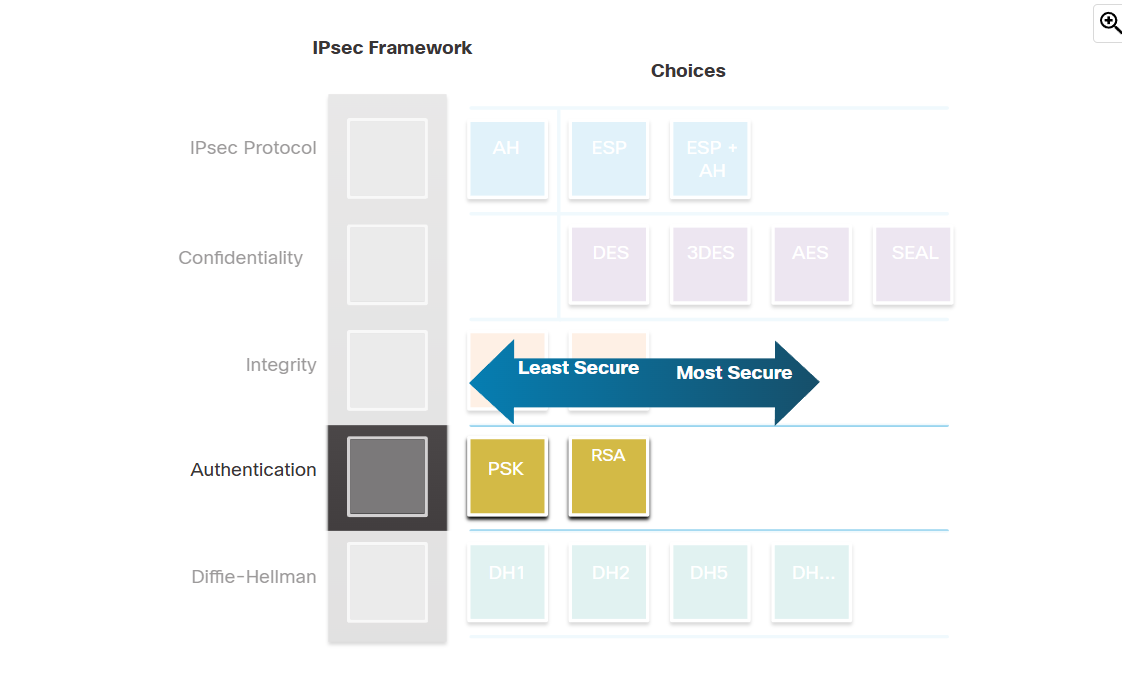 IPsec Framework
Choices
IPsec Protocol
AH
ESP
ESP +
AH
Confidentiality
DES
3DES
AES
SEAL
Integrity
Least Secure
Most Secure
Authentication
PSK
RSA
Diffie-Hellman
DH1
DH2
DH5
DH...